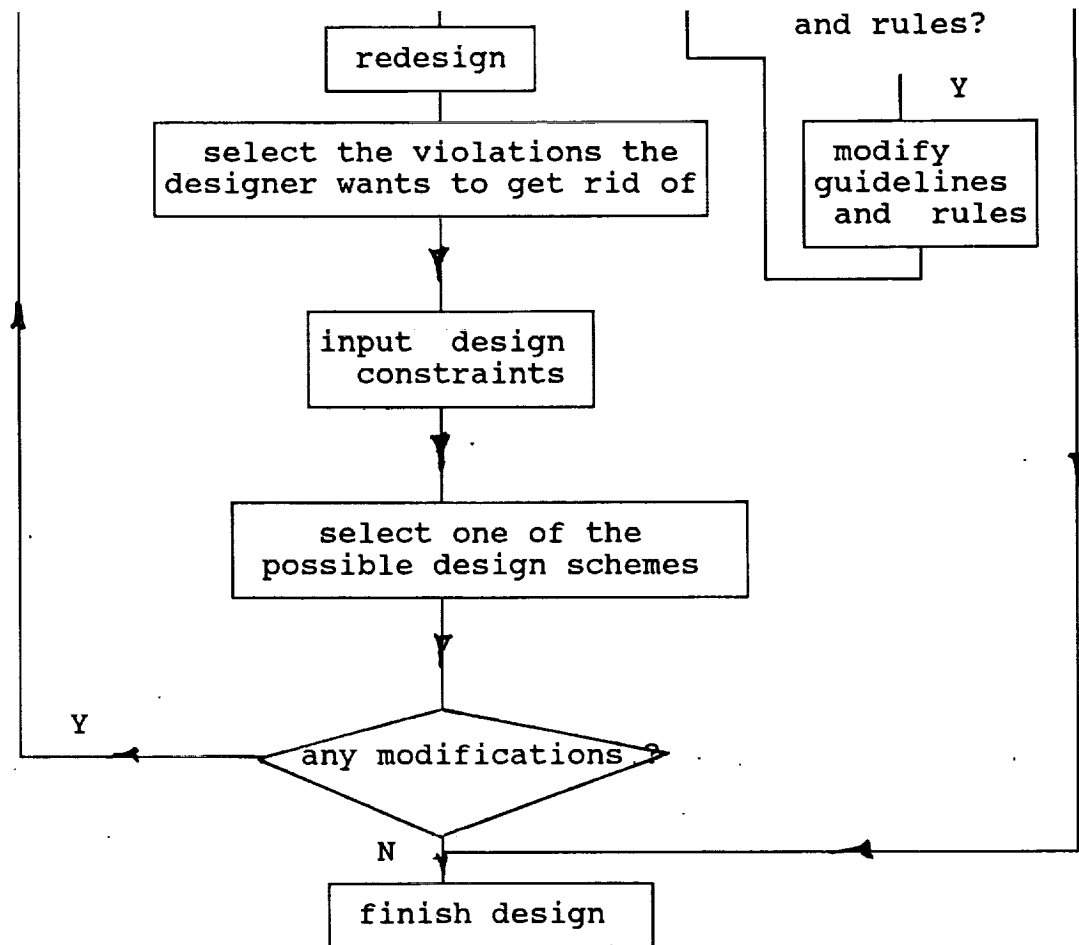 and rules?
redesign
Y
select the violations the
designer wants to get rid of
modify
guidelines
and rules
input design
constraints
select one of the
possible design schemes
Y
any modifications ?
N
finish design